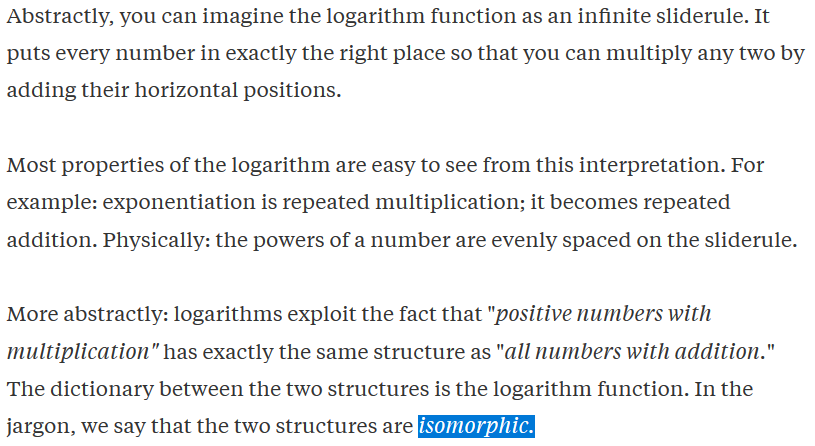 Abstractly, you can imagine the logarithm function as an infinite sliderule. It
puts every number in exactly the right place so that you can multiply any two by
adding their horizontal positions.
Most properties of the logarithm are easy to see from this interpretation. For
example: exponentiation is repeated multiplication; it becomes repeated
addition. Physically: the powers of a number are evenly spaced on the sliderule.
More abstractly: logarithms exploit the fact that "positive numbers with
multiplication" has exactly the same structure as "all numbers with addition."
The dictionary between the two structures is the logarithm function. In the
jargon, we say that the two structures are isomorphic.